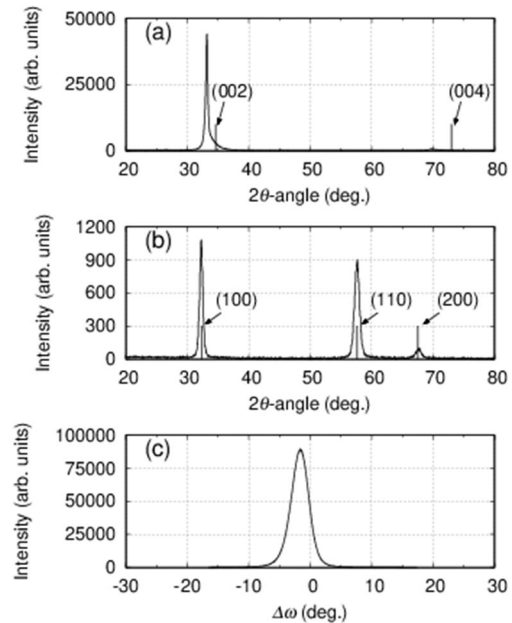 50000
(a)
25000
(002)
(004)
0
20 30 40 50 60 70 80
2θ-angle (deg.)
Intensity (arb. units)
1200
(b)
900
600
(100)
(110)
(200)
300
0
20 30 40 50 60 70 80
2θ-angle (deg.)
Intensity (arb. units)
100000
(c)
75000
50000
25000
0
-30 -20 -10 0 10 20 30
Δω (deg.)
Intensity (arb. units)